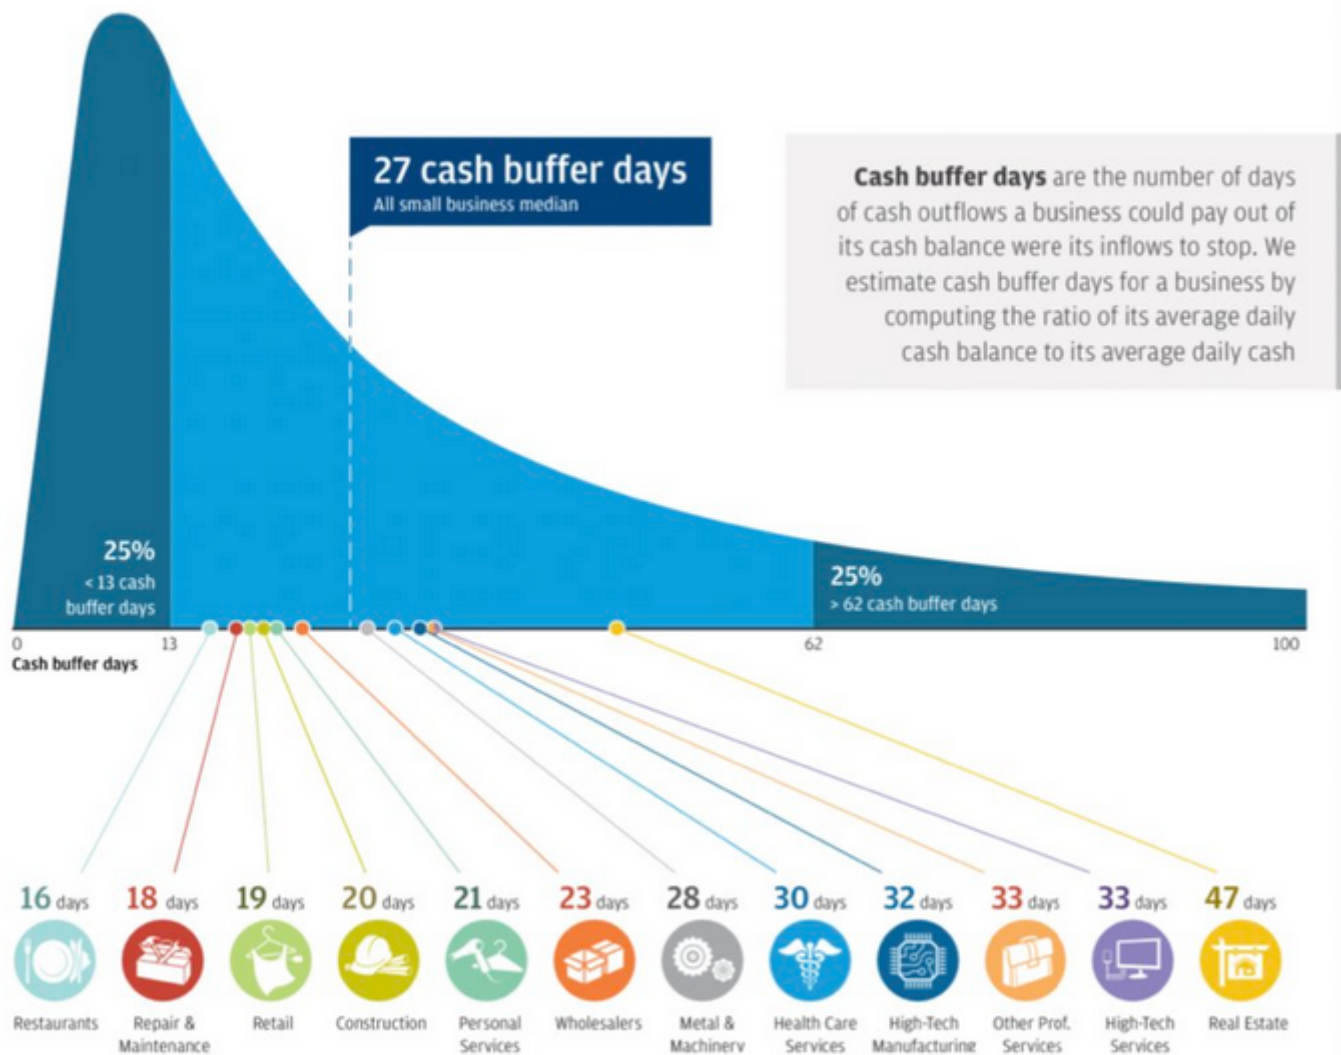 27 cash buffer days
All small business median
Cash buffer days are the number of days
of cash outflows a business could pay out of
its cash balance were its inflows to stop. We
estimate cash buffer days for a business by
computing the ratio of its average daily
cash balance to its average daily cash
25%
< 13 cash
buffer days
25%
> 62 cash buffer days
0 13 62 100
Cash buffer days
16 days 18 days 19 days 20 days 21 days 23 days 28 days 30 days 32 days 33 days 33 days 47 days
Restaurants Repair & Retail Construction Personal Wholesalers Metal & Health Care High-Tech Other Prof. High-Tech Real Estate
Maintenance Services Machinery Services Manufacturing Services Services